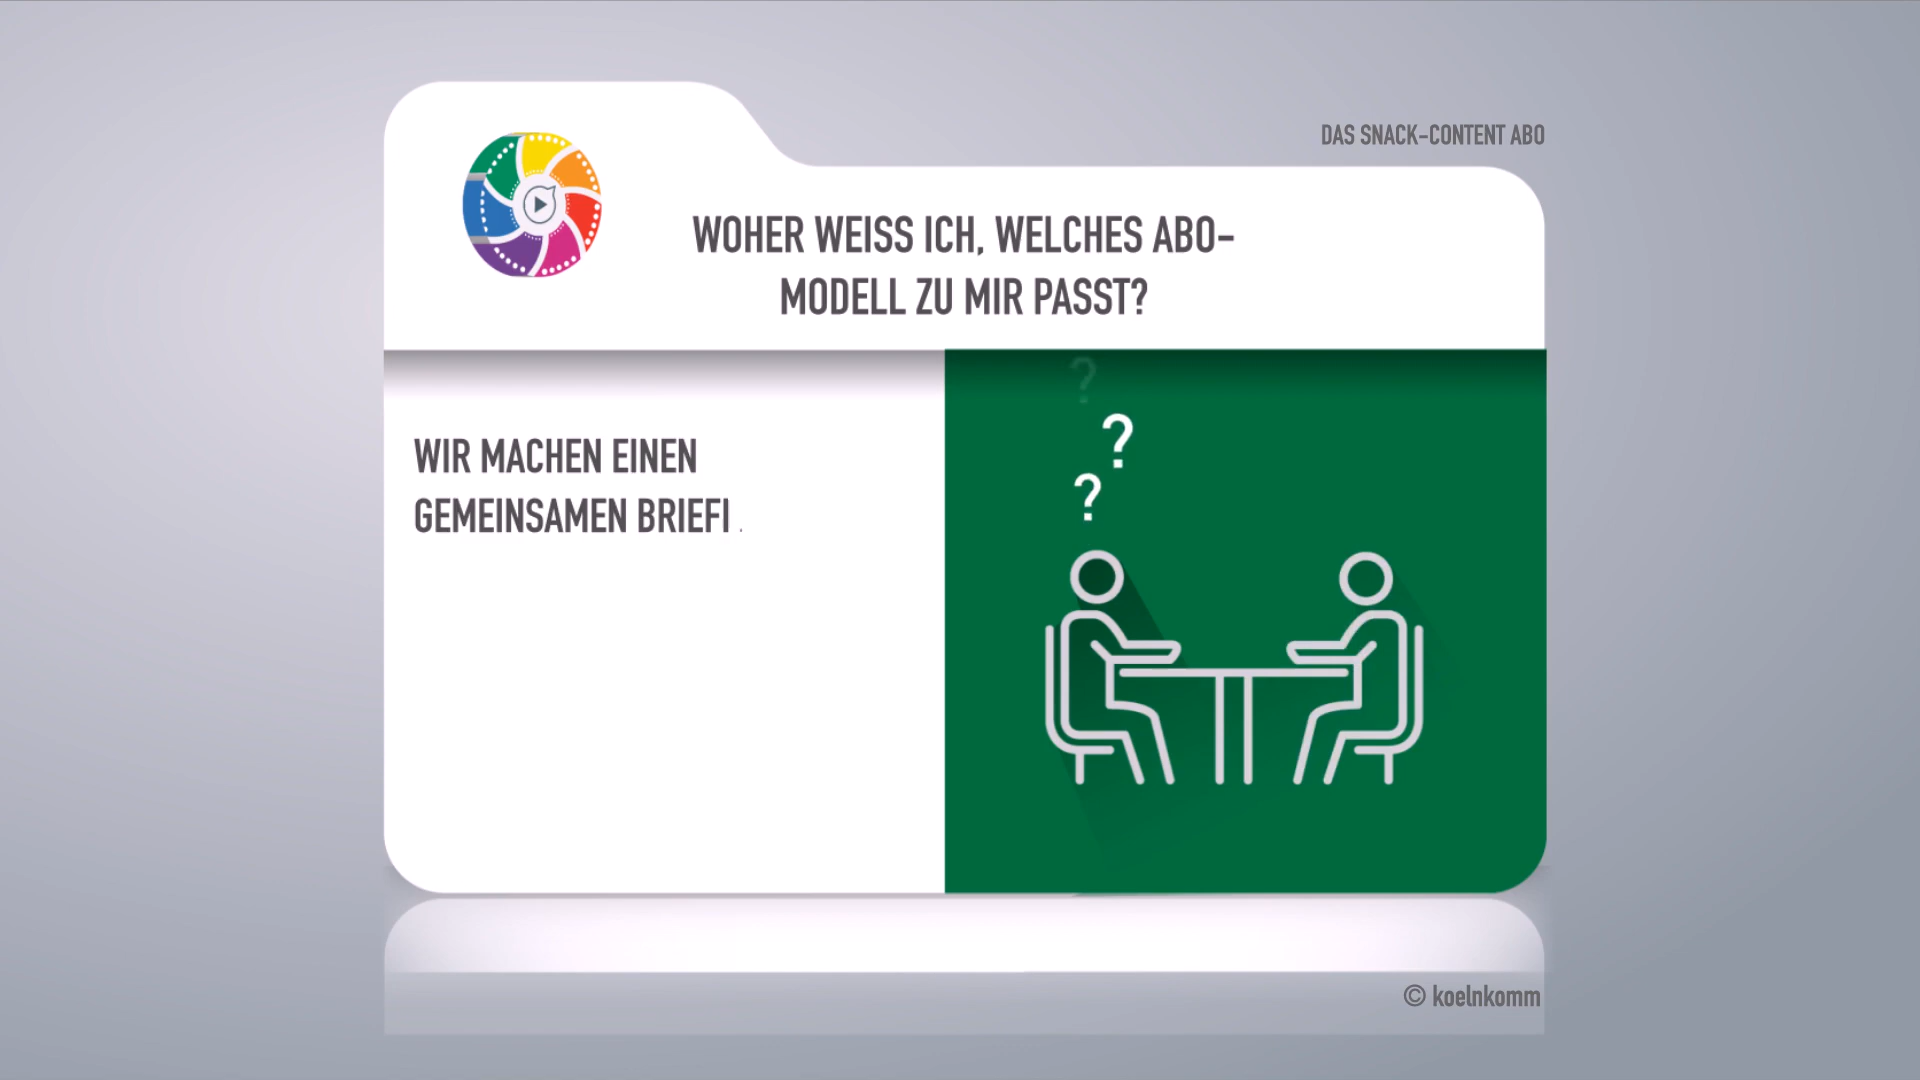 DAS SNACK-CONTENT ABO
WOHER WEISS ICH, WELCHES ABO-
MODELL ZU MIR PASST?
WIR MACHEN EINEN
GEMEINSAMEN BRIEFI
?
?
?
© koelnkomm